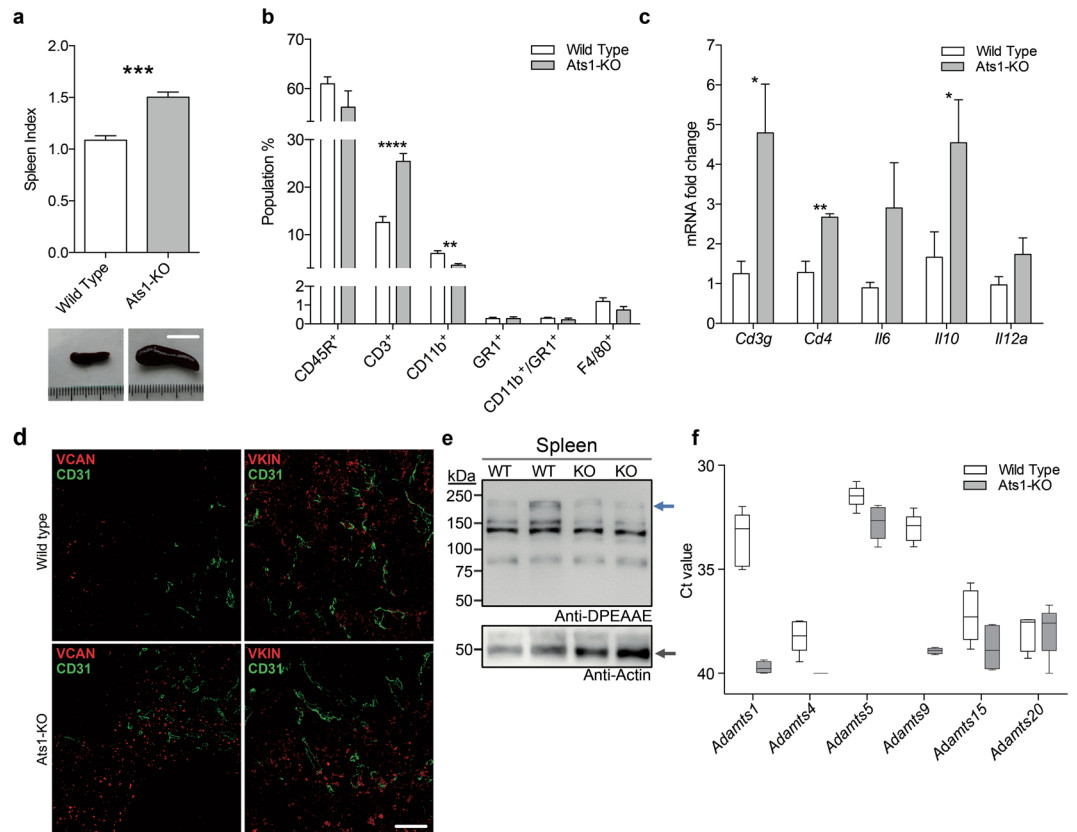 a
Spleen Index
2.0
1.5
1.0
0.5
0.0
***
Wild Type
Ats1-KO
b
Population %
70
60
50
30
20
10
2
1
0
****
**
Wild Type
Ats1-KO
CD45R+
CD3+
CD11b+
GR1+
CD11b+/GR1+
F4/80+
c
mRNA fold change
7
6
5
4
3
2
1
0
*
**
*
Wild Type
Ats1-KO
Cd3g
Cd4
Il6
Il10
Il12a
d
Wild type
VCAN
CD31
VKIN
CD31
Ats1-KO
VCAN
CD31
VKIN
CD31
e
Spleen
WT WT KO KO
kDa
250
150
100
75
50
Anti-DPEAAE
50
Anti-Actin
f
Ct value
30
35
40
Wild Type
Ats1-KO
Adamts1
Adamts4
Adamts5
Adamts9
Adamts15
Adamts20